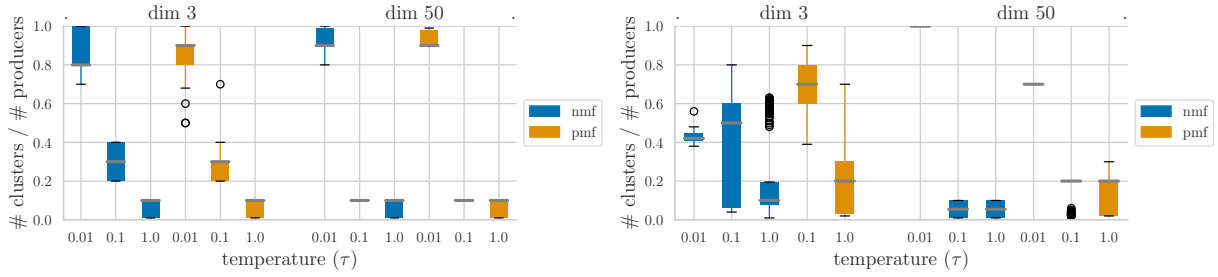 dim 3 dim 50
1.0
0.8
0.6
0.4
0.2
0.0
# clusters / # producers
0.01 0.1 1.0 0.01 0.1 1.0 0.01 0.1 1.0 0.01 0.1 1.0
temperature (τ)
nmf
pmf
dim 3 dim 50
1.0
0.8
0.6
0.4
0.2
0.0
# clusters / # producers
0.01 0.1 1.0 0.1 1.0 0.01 0.1 1.0 0.01 0.1 1.0
temperature (τ)
nmf
pmf